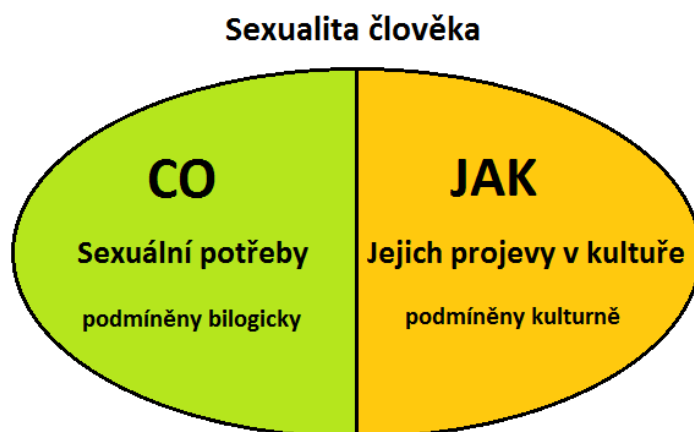 Sexualita člověka
CO
Sexuální potřeby
podmíněny bilogicky
JAK
Jejich projevy v kultuře
podmíněny kulturně